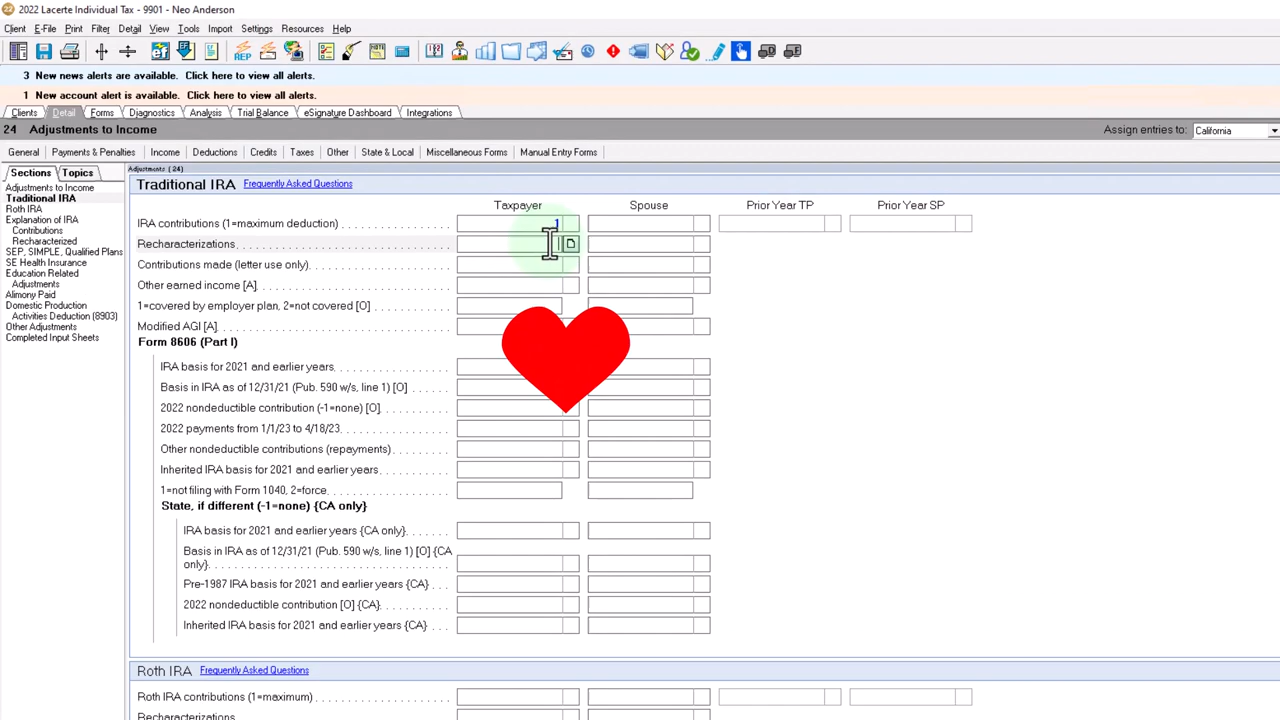 2022 Lacerte Individual Tax - 9901 - Neo Anderson
Client E-File Print Filter Detail View Tools Import Settings Resources Help
3 New news alerts are available. Click here to view all alerts.
1 New account alert is available. Click here to view all alerts.
Clients Detail Forms Diagnostics Analysis Trial Balance eSignature Dashboard Integrations
24 Adjustments to Income Assign entries to: California
General Payments & Penalties Income Deductions Credits Taxes Other State & Local Miscellaneous Forms Manual Entry Forms
Sections Topics
Adjustments to Income
Traditional IRA
Roth IRA
Explanation of IRA
Contributions
Recharacterized
SEP, SIMPLE, Qualified Plans
SE Health Insurance
Education Related
Adjustments
Alimony Paid
Domestic Production
Activities Deduction (8903)
Other Adjustments
Completed Input Sheets
Adjustments (24)
Traditional IRA Frequently Asked Questions
Taxpayer Spouse Prior Year TP Prior Year SP
IRA contributions (1=maximum deduction) 1
Recharacterizations
Contributions made (letter use only)
Other earned income [A]
1=covered by employer plan, 2=not covered [O]
Modified AGI [A]
Form 8606 (Part I)
IRA basis for 2021 and earlier years
Basis in IRA as of 12/31/21 (Pub. 590 w/s, line 1) [O]
2022 nondeductible contribution (-1=none) [O]
2022 payments from 1/1/23 to 4/18/23
Other nondeductible contributions (repayments)
Inherited IRA basis for 2021 and earlier years
1=not filing with Form 1040, 2=force
State, if different (-1=none) {CA only}
IRA basis for 2021 and earlier years {CA only}
Basis in IRA as of 12/31/21 (Pub. 590 w/s, line 1) [O] {CA
only}
Pre-1987 IRA basis for 2021 and earlier years {CA}
2022 nondeductible contribution [O] {CA}
Inherited IRA basis for 2021 and earlier years {CA}
Roth IRA Frequently Asked Questions
Roth IRA contributions (1=maximum)
Recharacterizations